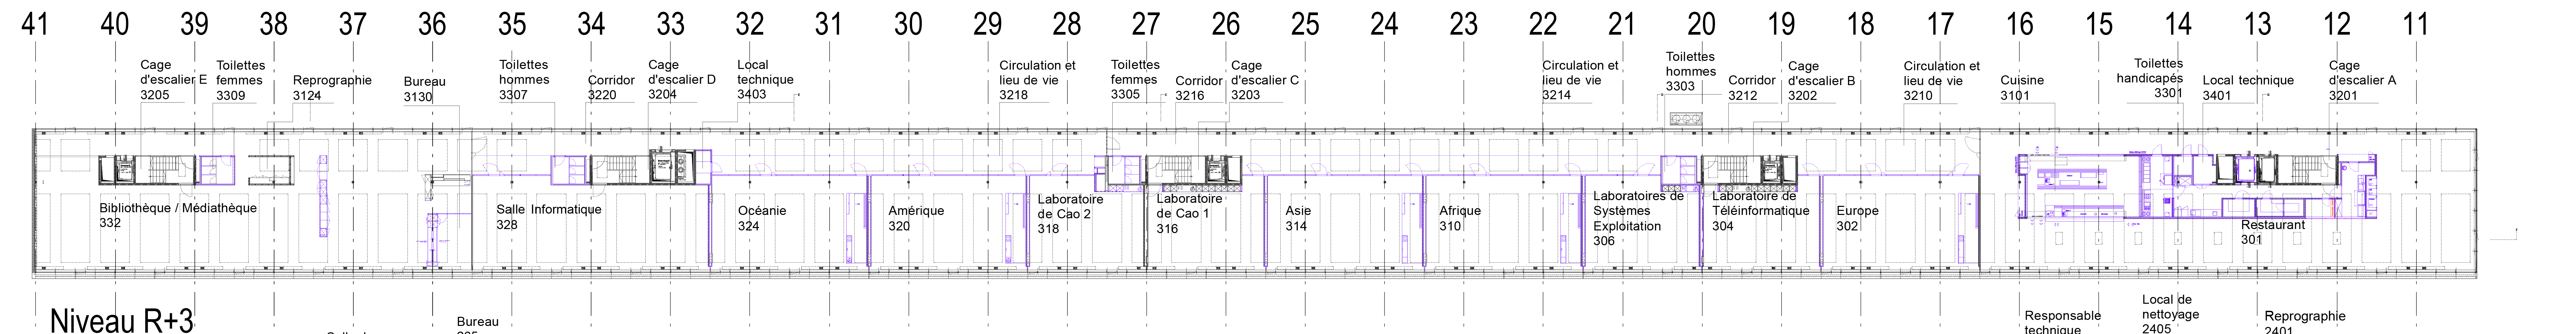 41 40 39 38 37 36 35 34 33 32 31 30 29 28 27 26 25 24 23 22 21 20 19 18 17 16 15 14 13 12 11
Cage
d'escalier E
3205
Toilettes
femmes
3309
Reprographie
3124
Bureau
3130
Toilettes
hommes
3307
Corridor
3220
Cage
d'escalier D
3204
Local
technique
3403
Circulation et
lieu de vie
3218
Toilettes
femmes
3305
Corridor
3216
Cage
d'escalier C
3203
Circulation et
lieu de vie
3214
Toilettes
hommes
3303
Corridor
3212
Cage
d'escalier B
3202
Circulation et
lieu de vie
3210
Cuisine
3101
Toilettes
handicapés
3301
Local technique
3401
Cage
d'escalier A
3201
Bibliothèque / Médiathèque
332
Salle Informatique
328
Océanie
324
Amérique
320
Laboratoire
de Cao 2
318
Laboratoire
de Cao 1
316
Asie
314
Afrique
310
Laboratoires de
Systèmes
Exploitation
306
Laboratoire de
Téléinformatique
304
Europe
302
Restaurant
301
Niveau R+3
Bureau
Responsable
technique
Local de
nettoyage
2405
Reprographie
2401